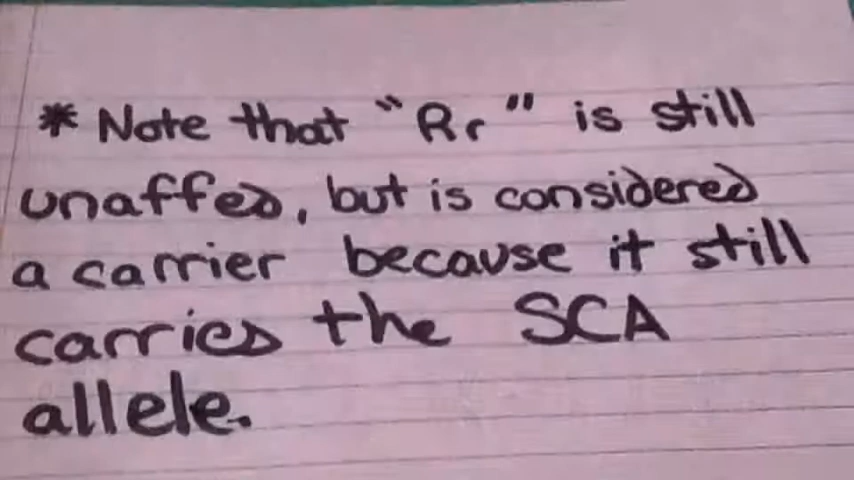 * Note that "Rr" is still
unaffed, but is considered
a carrier because it still
carries the SCA
allele.